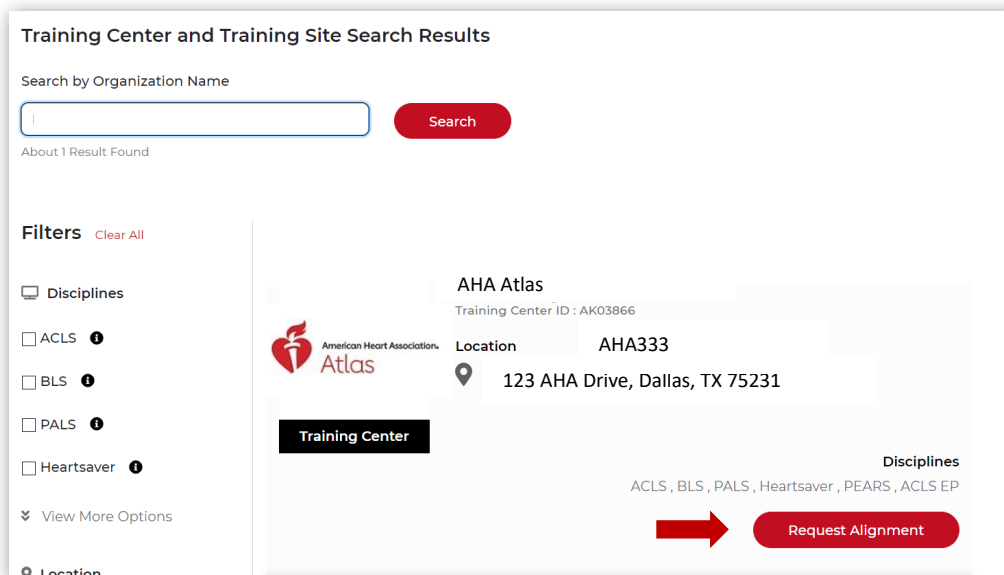 Training Center and Training Site Search Results
Search by Organization Name
Search
About 1 Result Found
Filters Clear All
Disciplines
ACLS
BLS
PALS
Heartsaver
View More Options
Location
AHA Atlas
Training Center ID : AK03866
American Heart Association.
Atlas
Location AHA333
123 AHA Drive, Dallas, TX 75231
Training Center
Disciplines
ACLS , BLS , PALS , Heartsaver , PEARS , ACLS EP
Request Alignment